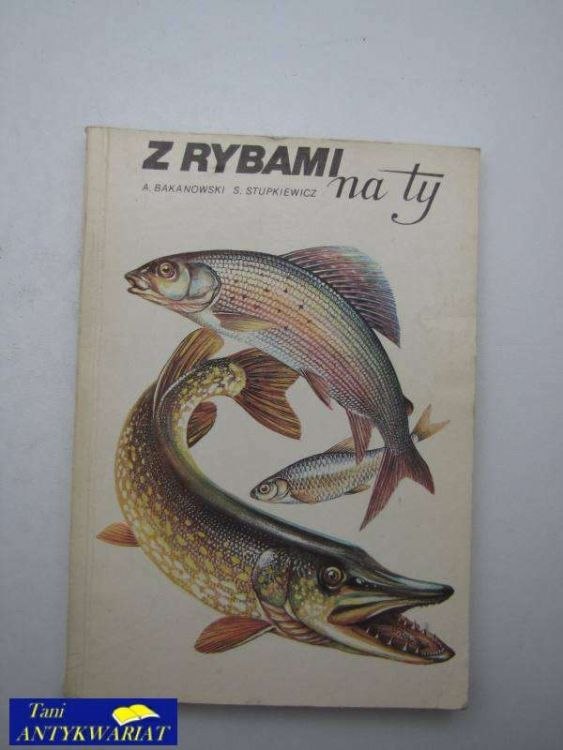 Z RYBAMI
na ty
A. BAKANOWSKI S. STUPKIEWICZ
Tani
ANTYKWARIAT